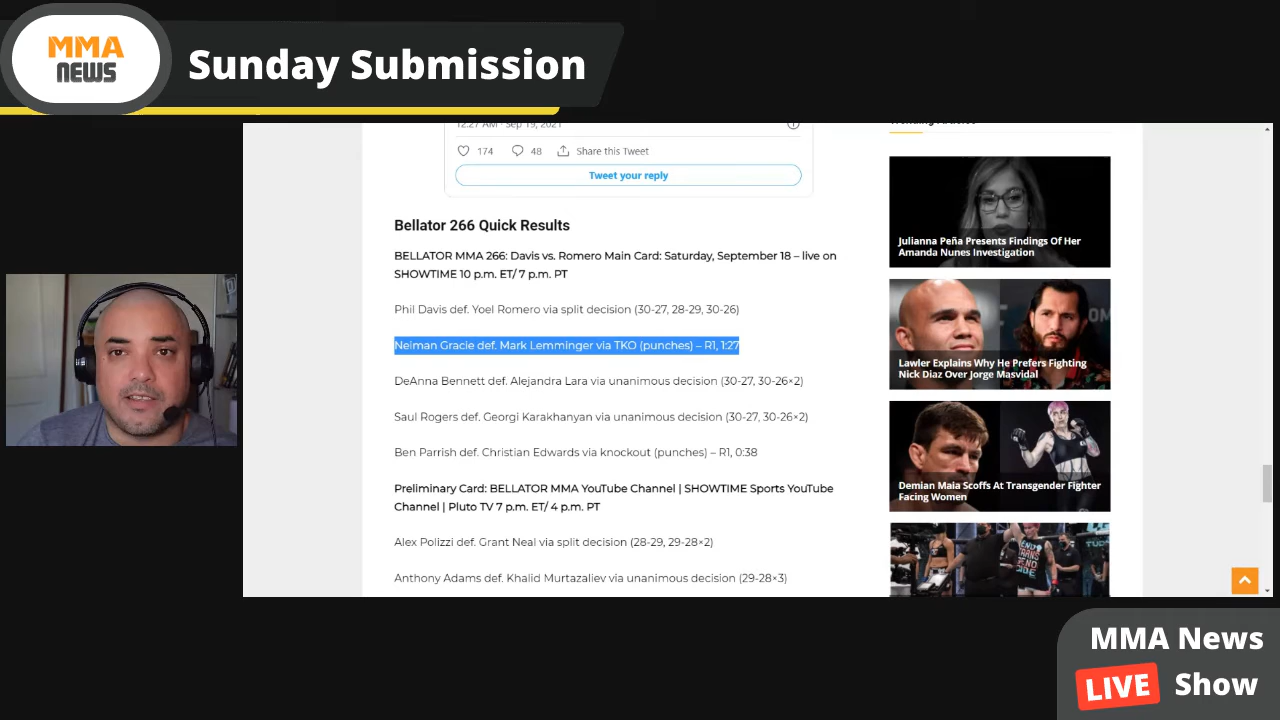 MMA
NEWS
Sunday Submission
12:27 AM · Sep 19, 2021
174
48
Share this Tweet
Tweet your reply
Bellator 266 Quick Results
BELLATOR MMA 266: Davis vs. Romero Main Card: Saturday, September 18 – live on
SHOWTIME 10 p.m. ET/ 7 p.m. PT
Phil Davis def. Yoel Romero via split decision (30-27, 28-29, 30-26)
Neiman Gracie def. Mark Lemminger via TKO (punches) – R1, 1:27
DeAnna Bennett def. Alejandra Lara via unanimous decision (30-27, 30-26×2)
Saul Rogers def. Georgi Karakhanyan via unanimous decision (30-27, 30-26×2)
Ben Parrish def. Christian Edwards via knockout (punches) – R1, 0:38
Preliminary Card: BELLATOR MMA YouTube Channel | SHOWTIME Sports YouTube
Channel | Pluto TV 7 p.m. ET/ 4 p.m. PT
Alex Polizzi def. Grant Neal via split decision (28-29, 29-28×2)
Anthony Adams def. Khalid Murtazaliev via unanimous decision (29-28×3)
Trending Articles
Julianna Peña Presents Findings Of Her
Amanda Nunes Investigation
Lawler Explains Why He Prefers Fighting
Nick Diaz Over Jorge Masvidal
Demian Maia Scoffs At Transgender Fighter
Facing Women
MMA News
LIVE Show